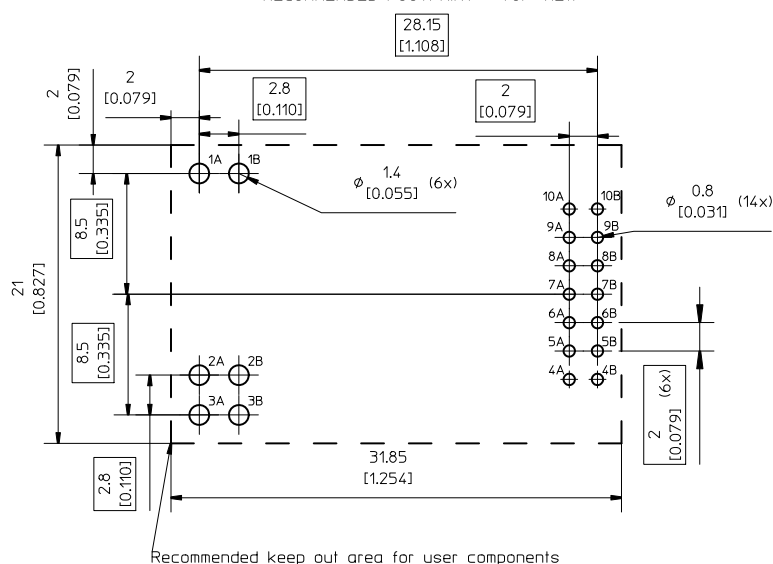 28.15
[1.108]
2
[0.079]
2
[0.079]
2.8
[0.110]
2
[0.079]
1A 1B
ø 1.4
[0.055] (6x)
10A 10B
ø 0.8
[0.031] (14x)
9A 9B
8A 8B
7A 7B
6A 6B
5A 5B
4A 4B
8.5
[0.335]
21
[0.827]
8.5
[0.335]
2A 2B
3A 3B
2 (6x)
[0.079]
2.8
[0.110]
31.85
[1.254]
Recommended keep out area for user components